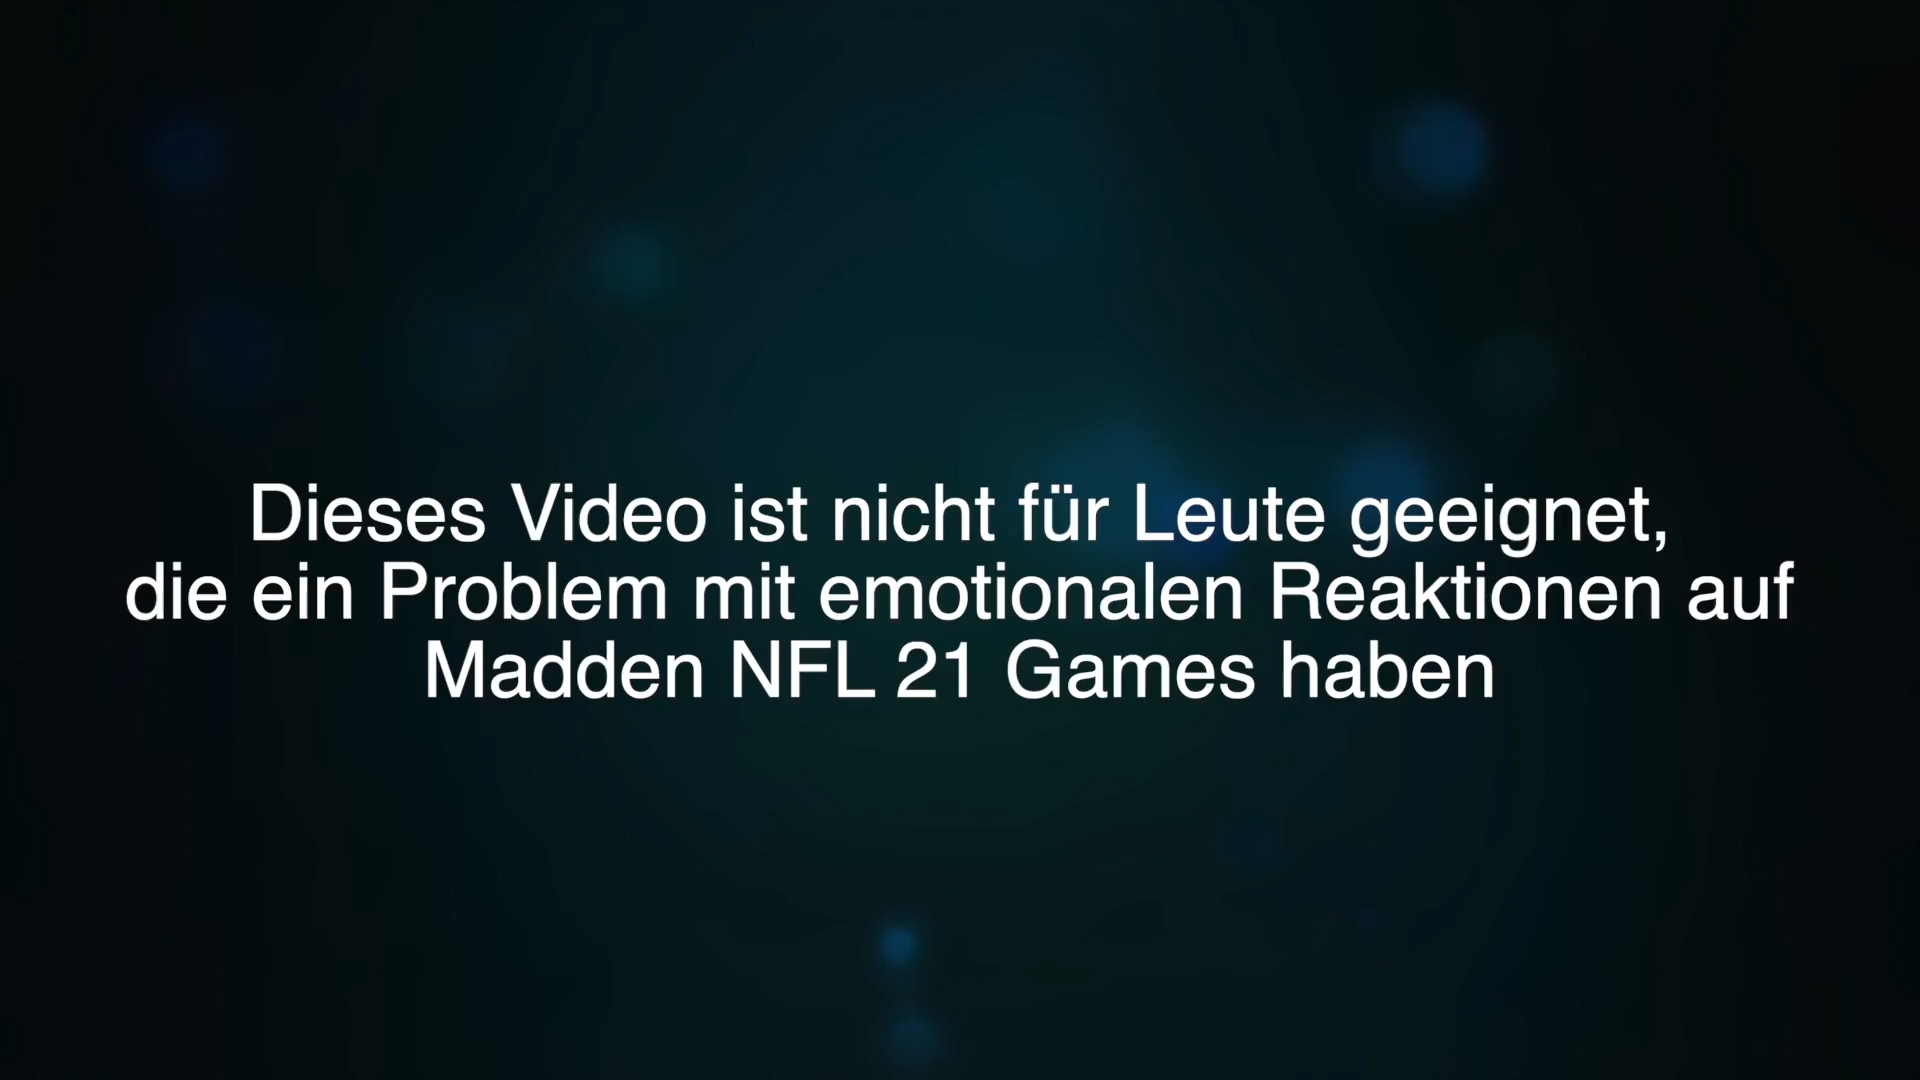 Dieses Video ist nicht für Leute geeignet,
die ein Problem mit emotionalen Reaktionen auf
Madden NFL 21 Games haben